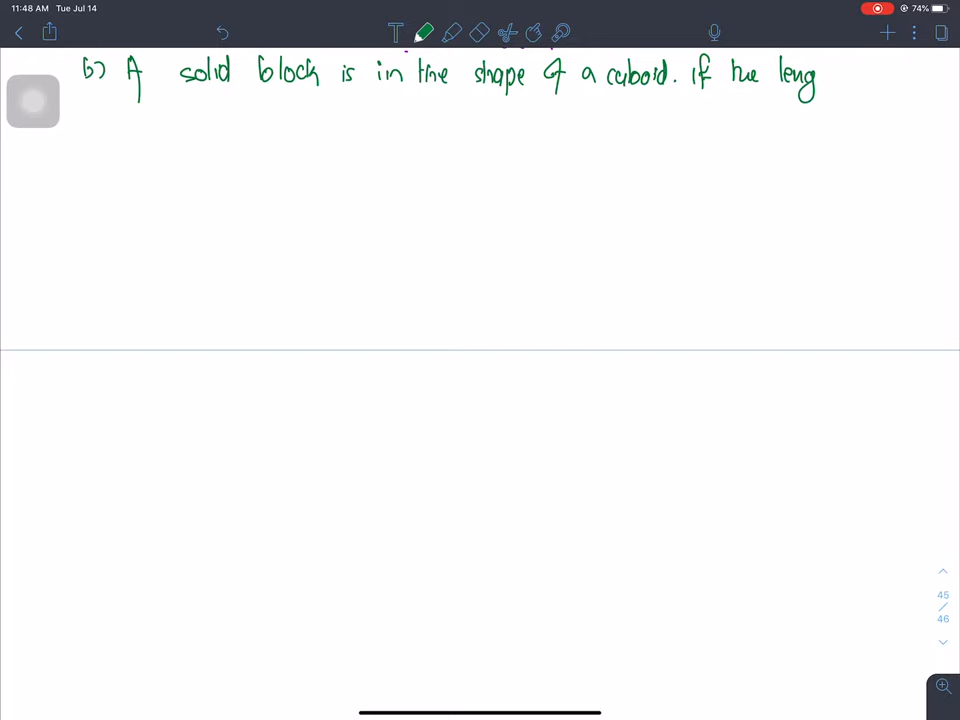 11:48 AM Tue Jul 14 74%
T
6) A solid block is in the shape of a cuboid. if the leng
45
/
46